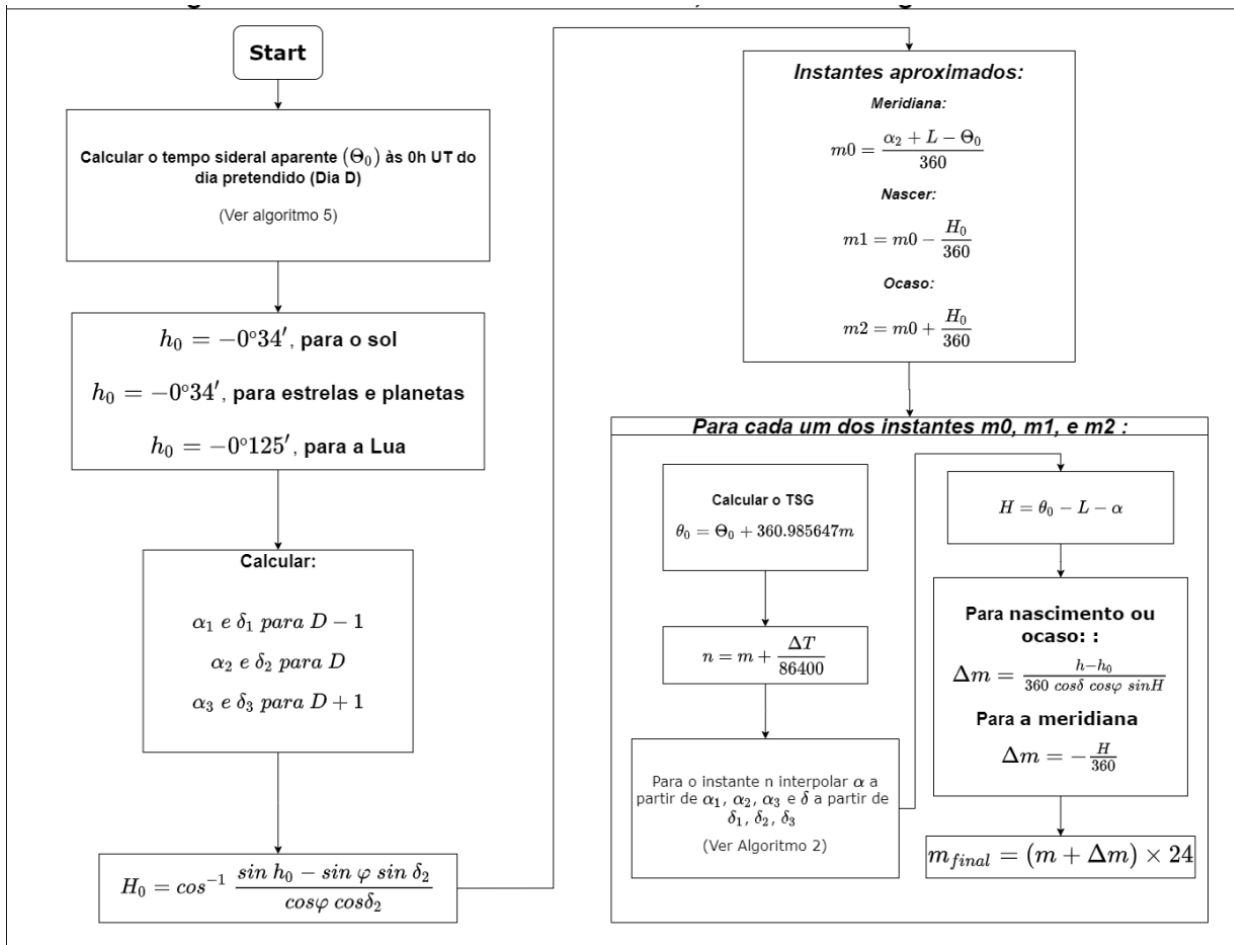 Start
Calcular o tempo sideral aparente (Θ₀) às 0h UT do
dia pretendido (Dia D)
(Ver algoritmo 5)
h₀ = −0°34′, para o sol
h₀ = −0°34′, para estrelas e planetas
h₀ = −0°125′, para a Lua
Calcular:
α₁ e δ₁ para D − 1
α₂ e δ₂ para D
α₃ e δ₃ para D + 1
H₀ = cos⁻¹ (sin h₀ − sin φ sin δ₂) / (cosφ cosδ₂)
Instantes aproximados:
Meridiana:
m0 = (α₂ + L − Θ₀) / 360
Nascer:
m1 = m0 − H₀ / 360
Ocaso:
m2 = m0 + H₀ / 360
Para cada um dos instantes m0, m1, e m2 :
Calcular o TSG
θ₀ = Θ₀ + 360.985647m
n = m + ΔT / 86400
Para o instante n interpolar α a
partir de α₁, α₂, α₃ e δ a partir de
δ₁, δ₂, δ₃
(Ver Algoritmo 2)
H = θ₀ − L − α
Para nascimento ou
ocaso: :
Δm = (h−h₀) / (360 cosδ cosφ sinH)
Para a meridiana
Δm = − H / 360
m_final = (m + Δm) × 24